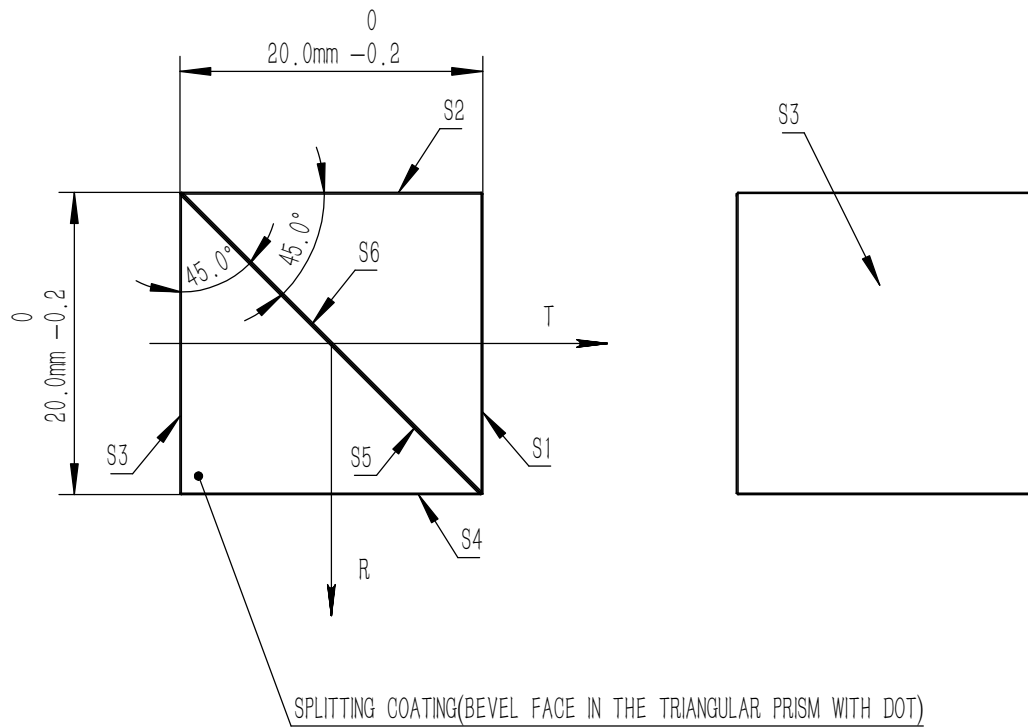 0
20.0mm -0.2
S2
S3
45.0°
45.0°
S6
0
20.0mm -0.2
T
S3
S5
S1
S4
R
SPLITTING COATING(BEVEL FACE IN THE TRIANGULAR PRISM WITH DOT)